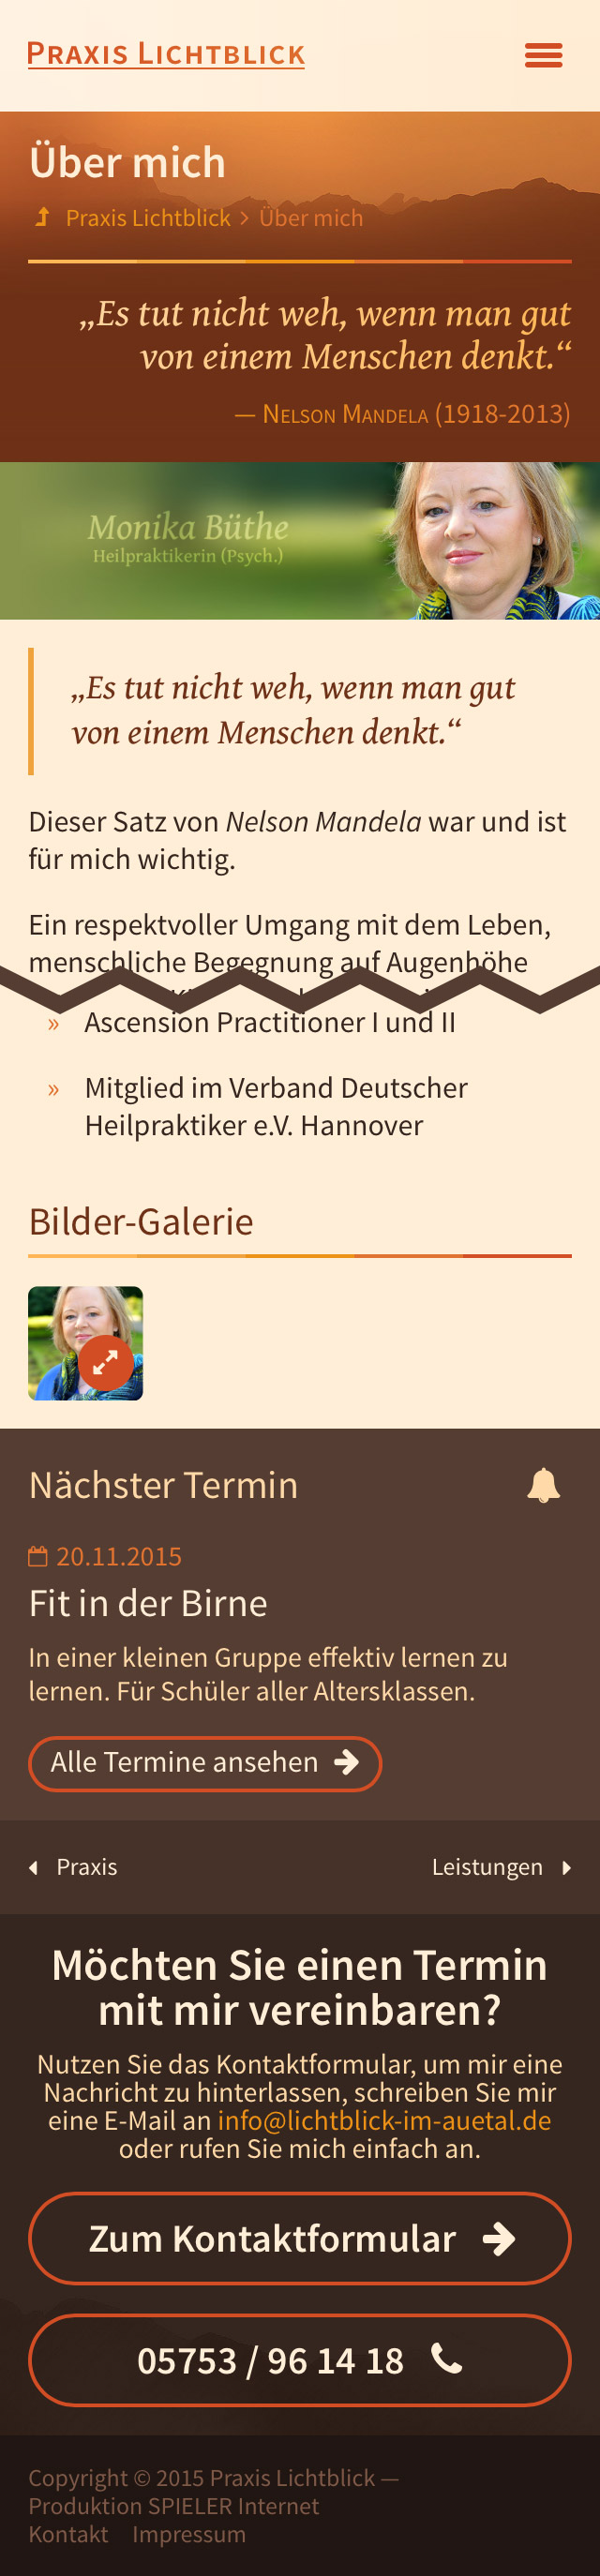 Praxis Lichtblick
Über mich
Praxis Lichtblick > Über mich
„Es tut nicht weh, wenn man gut
von einem Menschen denkt.“
— Nelson Mandela (1918-2013)
Monika Büthe
Heilpraktikerin (Psych.)
„Es tut nicht weh, wenn man gut
von einem Menschen denkt.“
Dieser Satz von Nelson Mandela war und ist
für mich wichtig.
Ein respektvoller Umgang mit dem Leben,
menschliche Begegnung auf Augenhöhe
» Ascension Practitioner I und II
» Mitglied im Verband Deutscher
Heilpraktiker e.V. Hannover
Bilder-Galerie
Nächster Termin
20.11.2015
Fit in der Birne
In einer kleinen Gruppe effektiv lernen zu
lernen. Für Schüler aller Altersklassen.
Alle Termine ansehen
Praxis
Leistungen
Möchten Sie einen Termin
mit mir vereinbaren?
Nutzen Sie das Kontaktformular, um mir eine
Nachricht zu hinterlassen, schreiben Sie mir
eine E-Mail an info@lichtblick-im-auetal.de
oder rufen Sie mich einfach an.
Zum Kontaktformular
05753 / 96 14 18
Copyright © 2015 Praxis Lichtblick —
Produktion SPIELER Internet
Kontakt Impressum